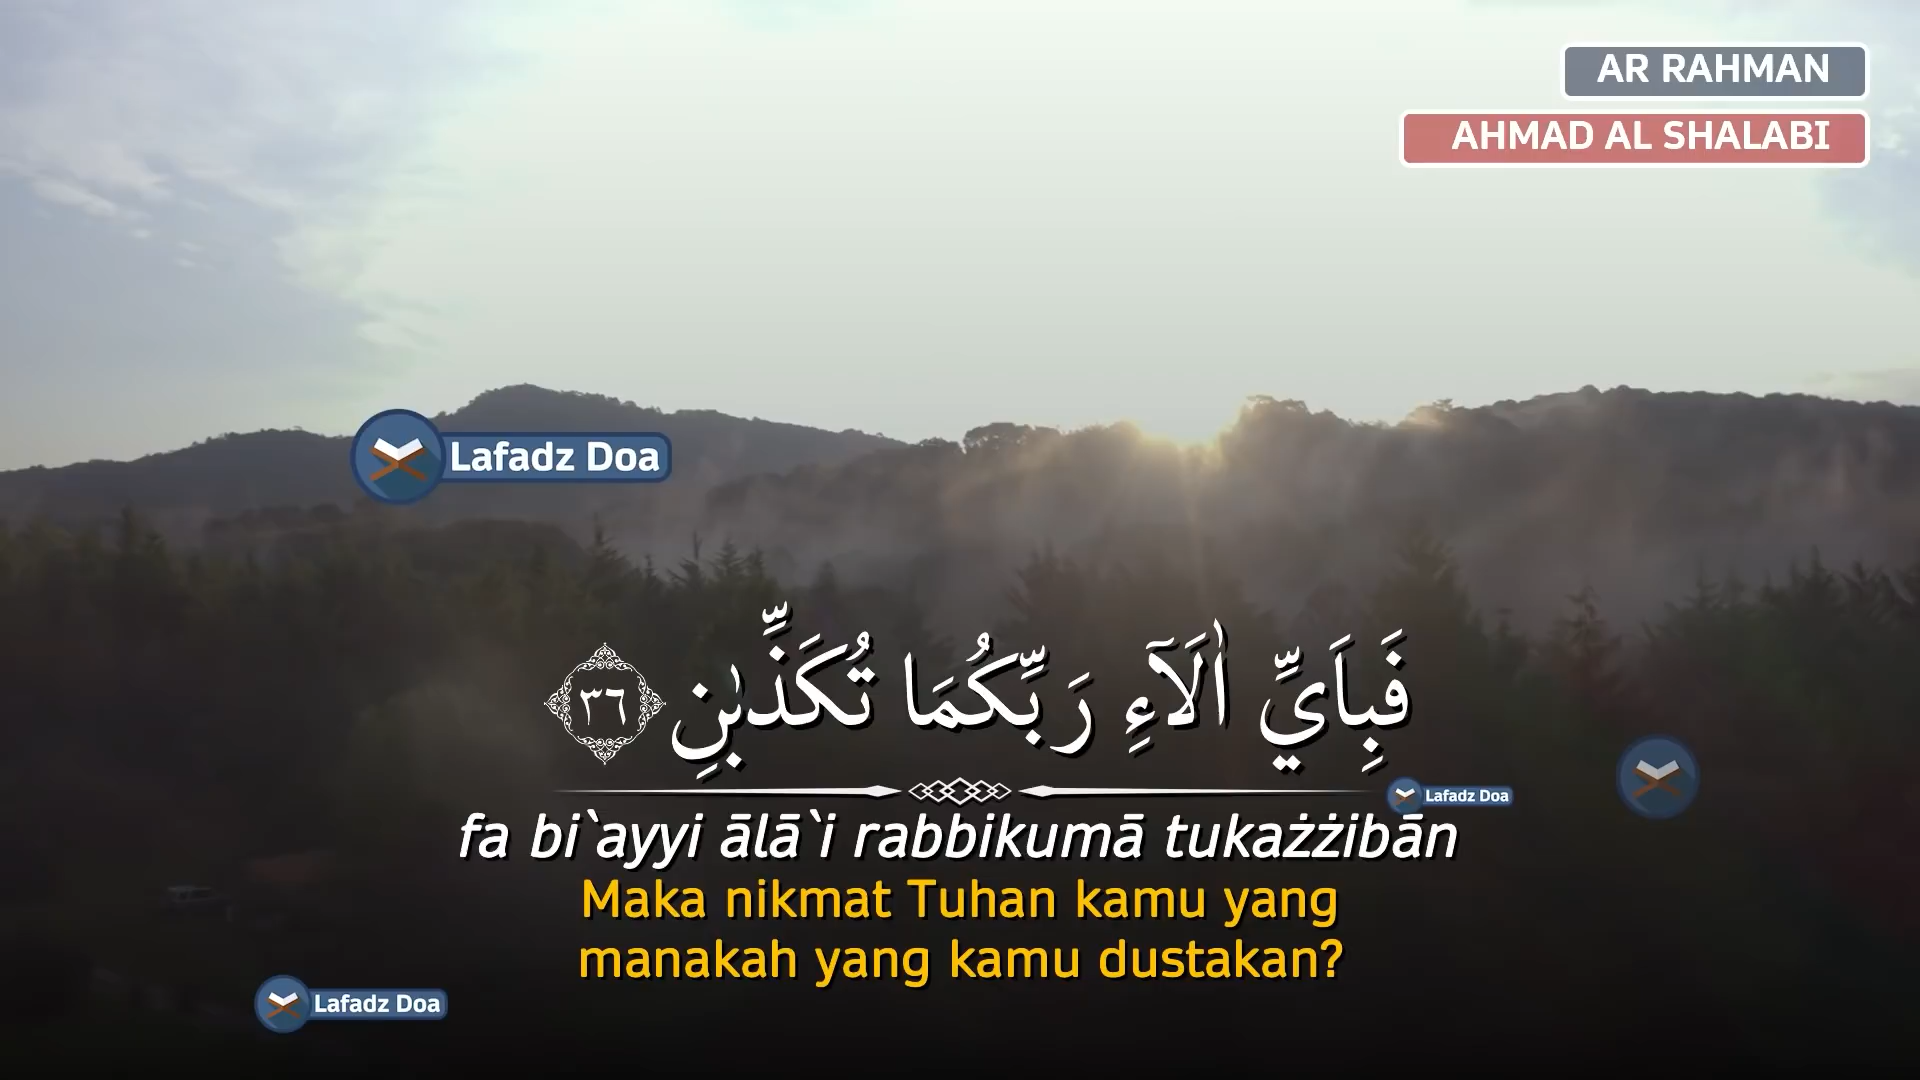 AR RAHMAN
AHMAD AL SHALABI
Lafadz Doa
فَبِاَيِّ اٰلَاۤءِ رَبِّكُمَا تُكَذِّبٰنِ ٣٦
Lafadz Doa
fa bi`ayyi ālā`i rabbikumā tukażżibān
Maka nikmat Tuhan kamu yang
manakah yang kamu dustakan?
Lafadz Doa